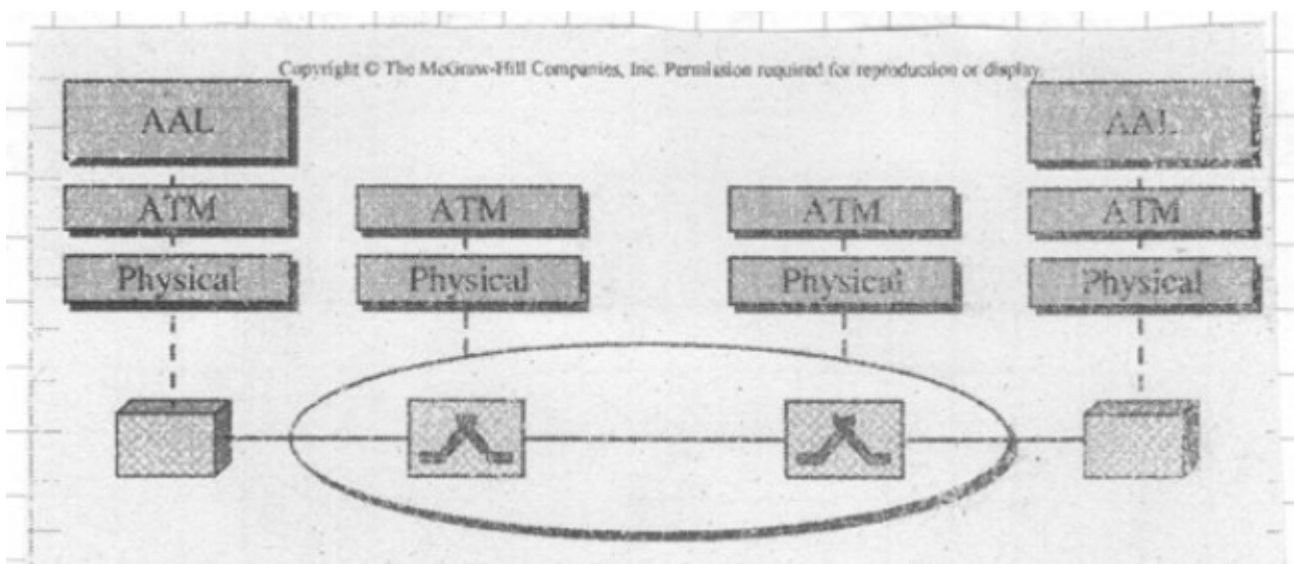 Copyright © The McGraw-Hill Companies, Inc. Permission required for reproduction or display.
AAL AAL
ATM ATM ATM ATM
Physical Physical Physical Physical